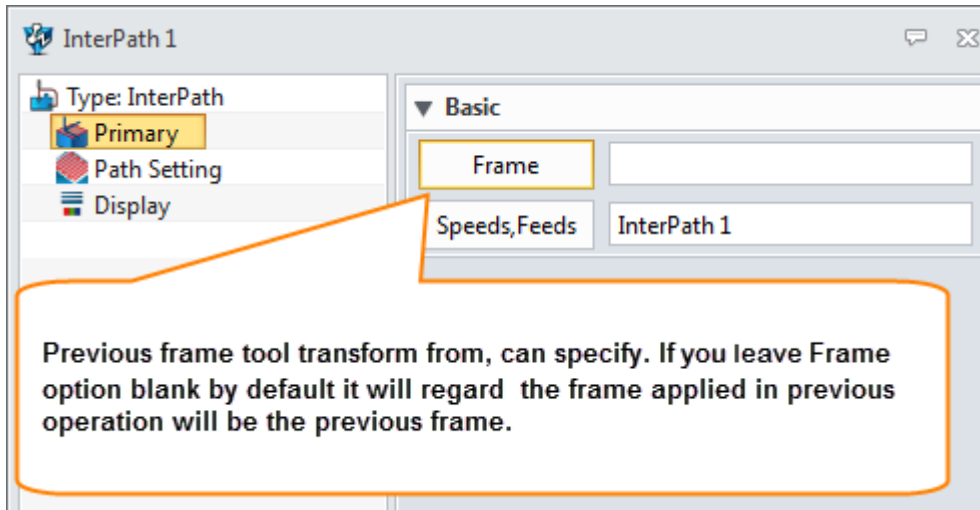 InterPath 1
Type: InterPath
Primary
Path Setting
Display
Basic
Frame
Speeds,Feeds
InterPath 1
Previous frame tool transform from, can specify. If you leave Frame
option blank by default it will regard the frame applied in previous
operation will be the previous frame.